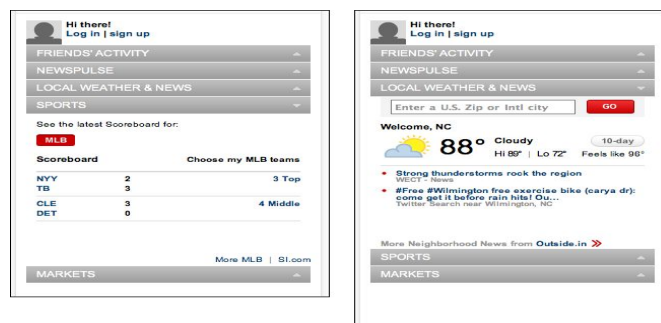 Hi there!
Log in | sign up
FRIENDS' ACTIVITY
NEWSPULSE
LOCAL WEATHER & NEWS
SPORTS
See the latest Scoreboard for:
MLB
Scoreboard Choose my MLB teams
NYY 2 3 Top
TB 3
CLE 3 4 Middle
DET 0
More MLB | SI.com
MARKETS
Hi there!
Log in | sign up
FRIENDS' ACTIVITY
NEWSPULSE
LOCAL WEATHER & NEWS
Enter a U.S. Zip or Intl city GO
Welcome, NC
88° Cloudy 10-day
Hi 89° | Lo 72° Feels like 96°
Strong thunderstorms rock the region
WECT - News
#Free #Wilmington free exercise bike (carya dr):
come get it before rain hits! Ou...
Twitter Search near Wilmington, NC
More Neighborhood News from Outside.in »
SPORTS
MARKETS